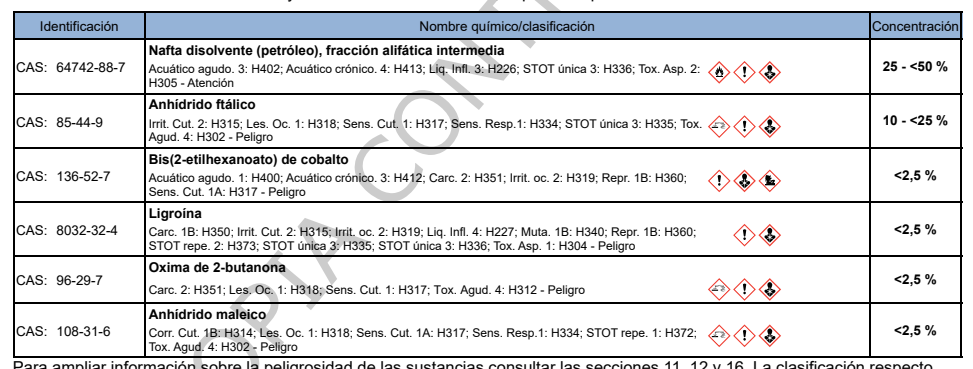 Identificación Nombre químico/clasificación Concentración
Nafta disolvente (petróleo), fracción alifática intermedia
CAS: 64742-88-7 Acuático agudo. 3: H402; Acuático crónico. 4: H413; Liq. Infl. 3: H226; STOT única 3: H336; Tox. Asp. 2: 25 - <50 %
H305 - Atención
Anhídrido ftálico
CAS: 85-44-9 Irrit. Cut. 2: H315; Les. Oc. 1: H318; Sens. Cut. 1: H317; Sens. Resp.1: H334; STOT única 3: H335; Tox. 10 - <25 %
Agud. 4: H302 - Peligro
Bis(2-etilhexanoato) de cobalto
CAS: 136-52-7 Acuático agudo. 1: H400; Acuático crónico. 3: H412; Carc. 2: H351; Irrit. oc. 2: H319; Repr. 1B: H360; <2,5 %
Sens. Cut. 1A: H317 - Peligro
Ligroína
CAS: 8032-32-4 Carc. 1B: H350; Irrit. Cut. 2: H315; Irrit. oc. 2: H319; Liq. Infl. 4: H227; Muta. 1B: H340; Repr. 1B: H360; <2,5 %
STOT repe. 2: H373; STOT única 3: H335; STOT única 3: H336; Tox. Asp. 1: H304 - Peligro
Oxima de 2-butanona
CAS: 96-29-7 Carc. 2: H351; Les. Oc. 1: H318; Sens. Cut. 1: H317; Tox. Agud. 4: H312 - Peligro <2,5 %
Anhídrido maleico
CAS: 108-31-6 Corr. Cut. 1B: H314; Les. Oc. 1: H318; Sens. Cut. 1A: H317; Sens. Resp.1: H334; STOT repe. 1: H372; <2,5 %
Tox. Agud. 4: H302 - Peligro
Para ampliar información sobre la peligrosidad de las sustancias consultar las secciones 11, 12 y 16. La clasificación respecto
OPIA CONT